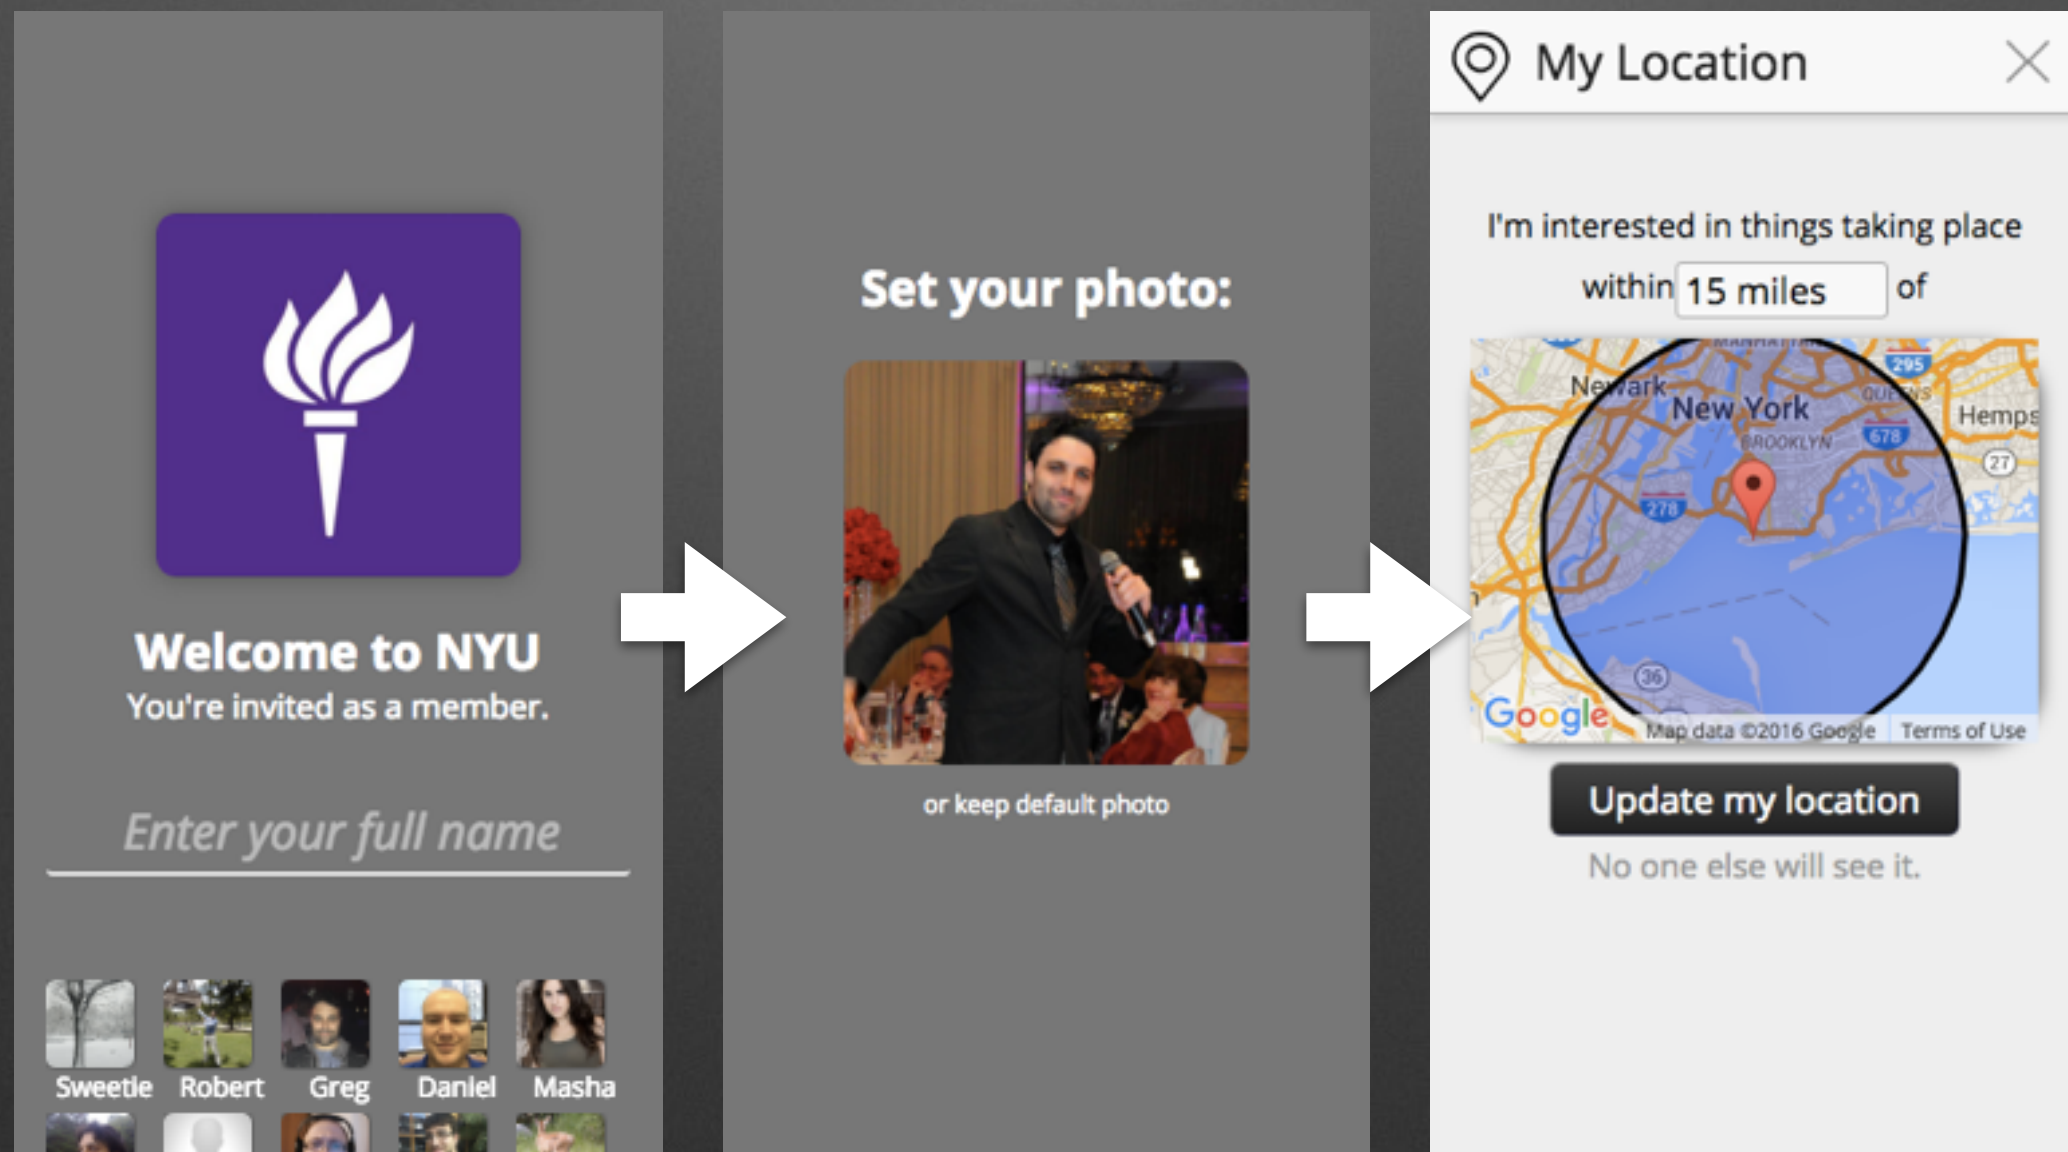 Welcome to NYU
You're invited as a member.
Enter your full name
Sweetie Robert Greg Daniel Masha
Set your photo:
or keep default photo
My Location
I'm interested in things taking place
within 15 miles of
MANHATTAN
295
Newark
QUEENS
New York
Hemps
BROOKLYN
678
27
278
36
Google
Map data ©2016 Google
Terms of Use
Update my location
No one else will see it.